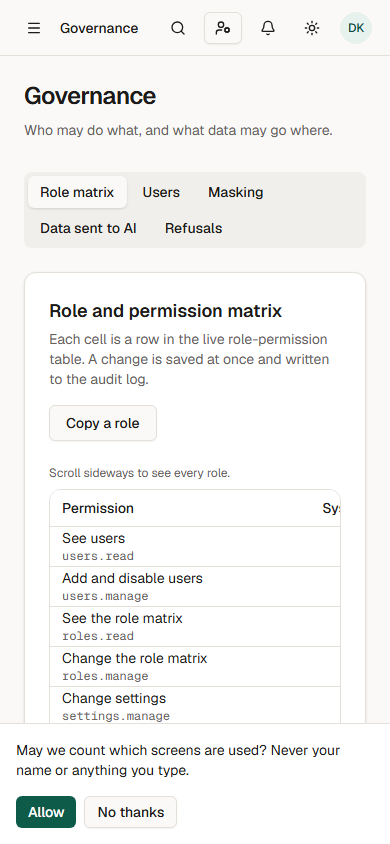 Governance
DK
Governance
Who may do what, and what data may go where.
Role matrix
Users
Masking
Data sent to AI
Refusals
Role and permission matrix
Each cell is a row in the live role-permission
table. A change is saved at once and written
to the audit log.
Copy a role
Scroll sideways to see every role.
Permission
Sys
See users
users.read
Add and disable users
users.manage
See the role matrix
roles.read
Change the role matrix
roles.manage
Change settings
settings.manage
May we count which screens are used? Never your
name or anything you type.
Allow
No thanks